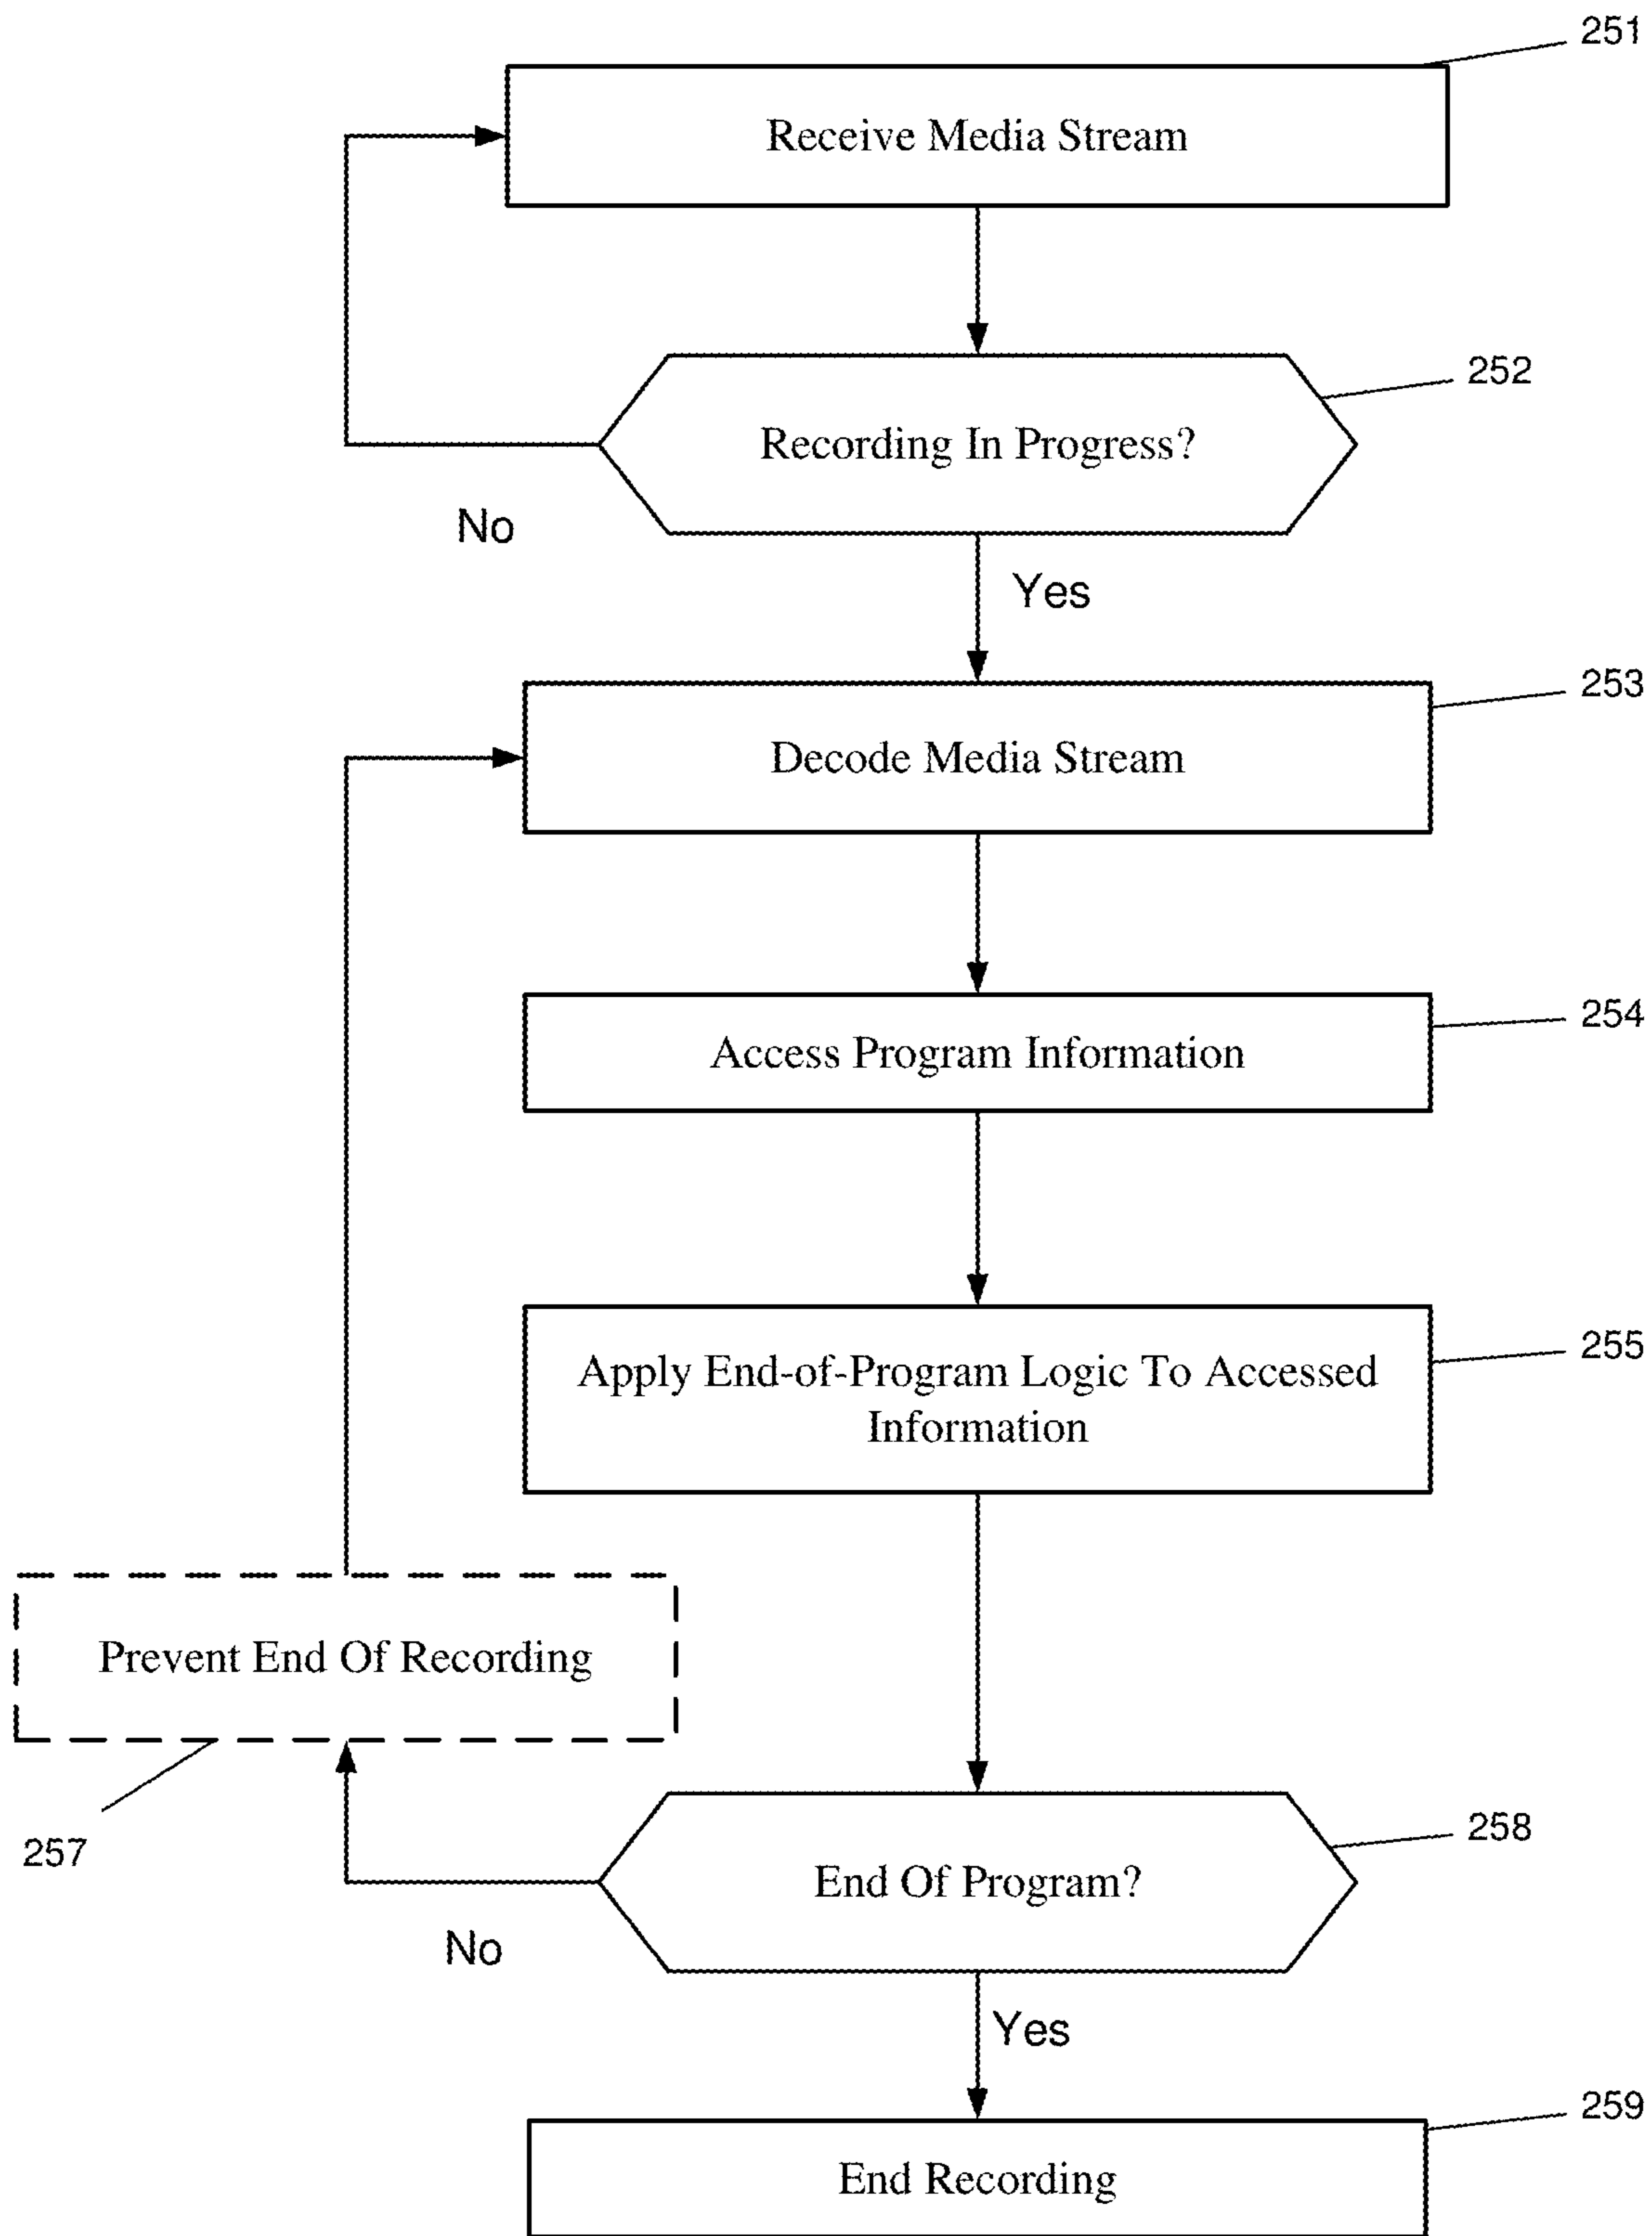 251
Receive Media Stream
252
Recording In Progress?
No
Yes
253
Decode Media Stream
254
Access Program Information
255
Apply End-of-Program Logic To Accessed
Information
Prevent End Of Recording
257
258
End Of Program?
No
Yes
259
End Recording